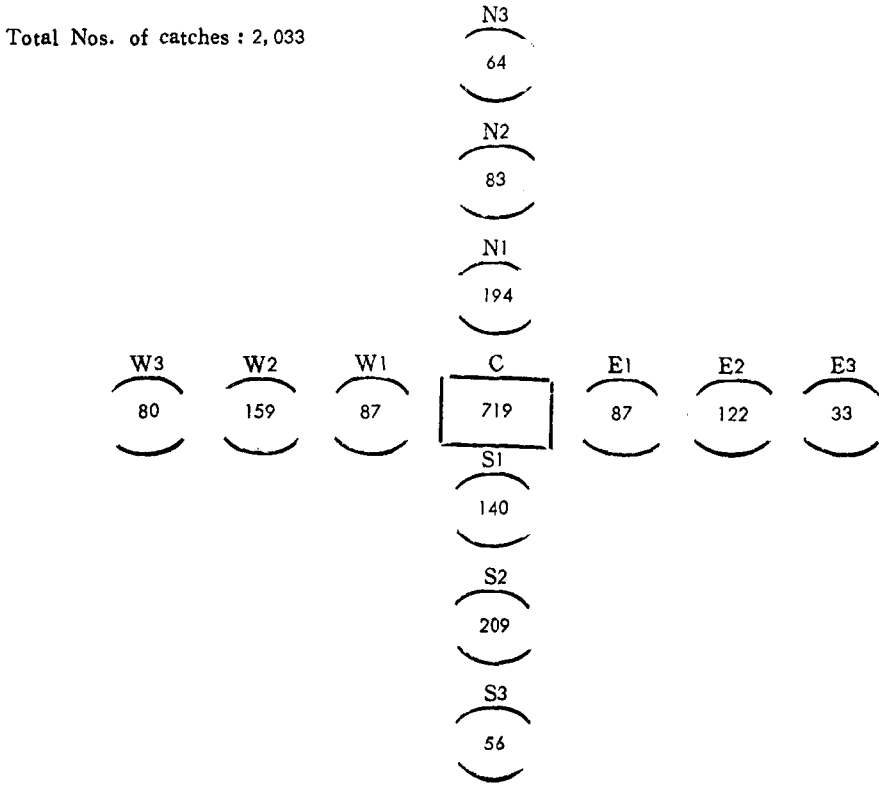 Total Nos. of catches : 2,033
N3
64
N2
83
N1
194
W3 W2 W1 C E1 E2 E3
80 159 87 719 87 122 33
S1
140
S2
209
S3
56